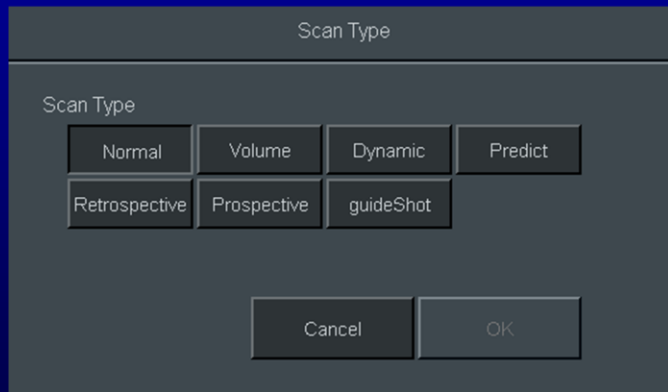 Scan Type
Scan Type
Normal Volume Dynamic Predict
Retrospective Prospective guideShot
Cancel OK